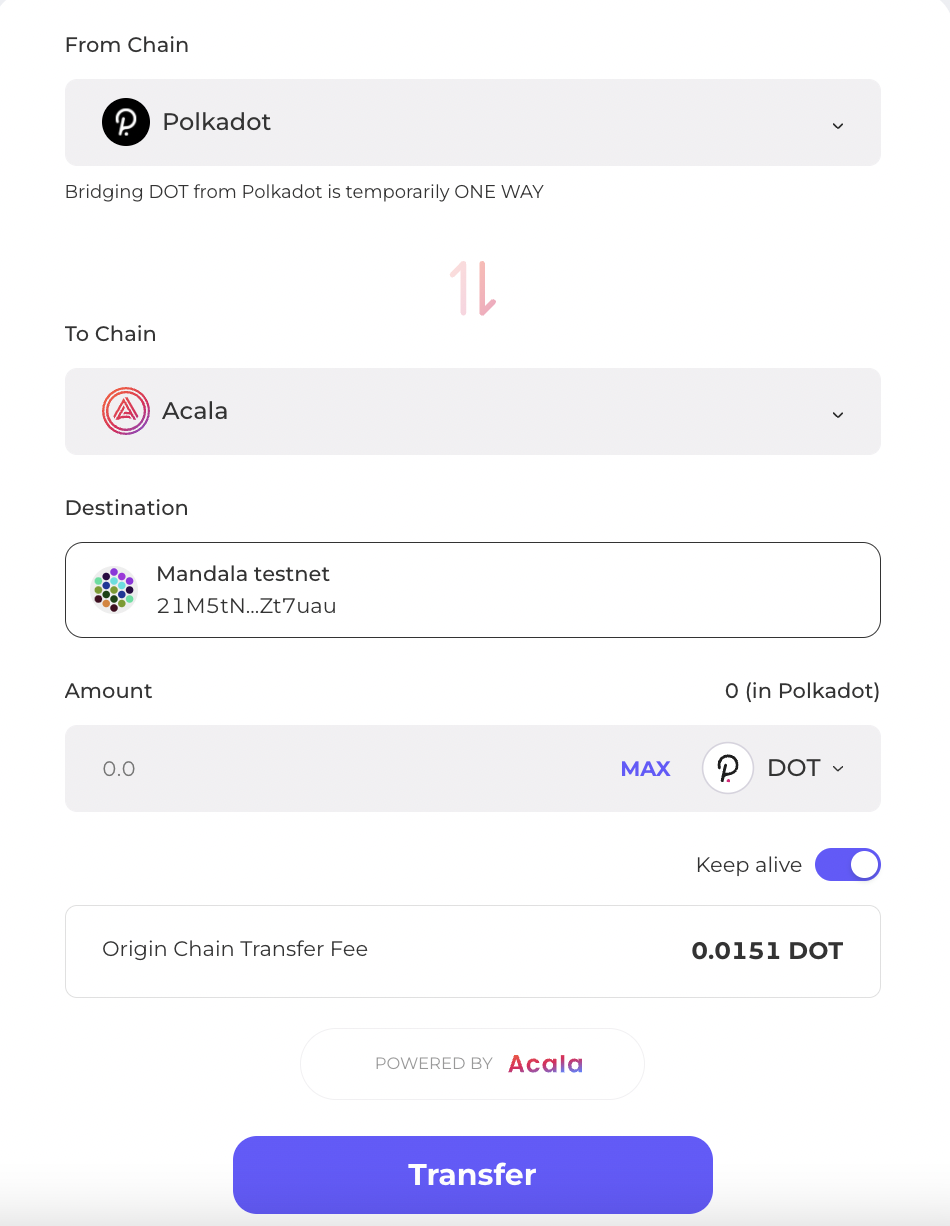 From Chain
Polkadot
Bridging DOT from Polkadot is temporarily ONE WAY
To Chain
Acala
Destination
Mandala testnet
21M5tN...Zt7uau
Amount
0 (in Polkadot)
0.0
MAX
DOT
Keep alive
Origin Chain Transfer Fee
0.0151 DOT
POWERED BY Acala
Transfer